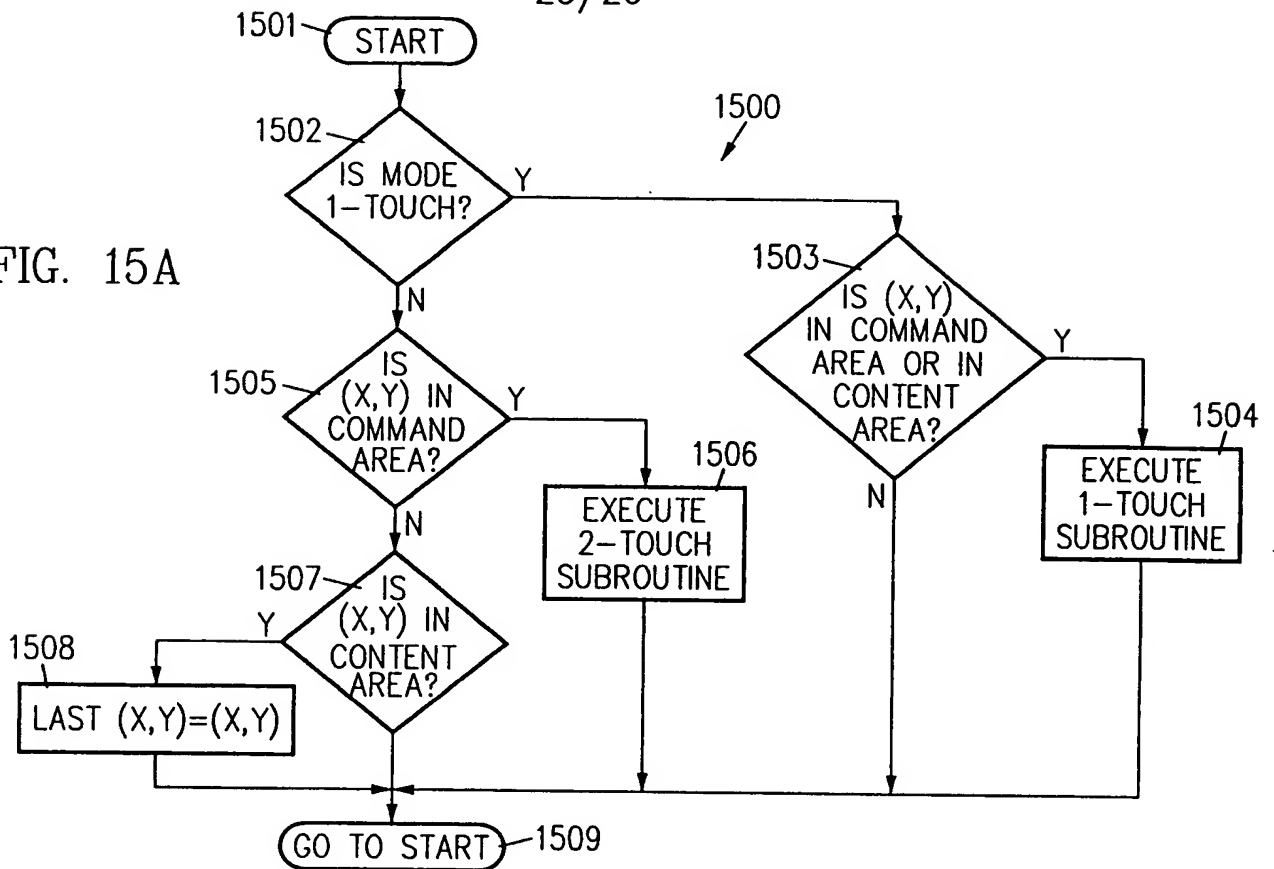 1501
START
1500
1502
IS MODE
1-TOUCH?
Y
N
FIG. 15A
1503
IS (X,Y)
IN COMMAND
AREA OR IN
CONTENT
AREA?
Y
N
1505
IS
(X,Y) IN
COMMAND
AREA?
Y
N
1504
EXECUTE
1-TOUCH
SUBROUTINE
1506
EXECUTE
2-TOUCH
SUBROUTINE
1507
IS
(X,Y) IN
CONTENT
AREA?
Y
1508
LAST (X,Y)=(X,Y)
GO TO START
1509